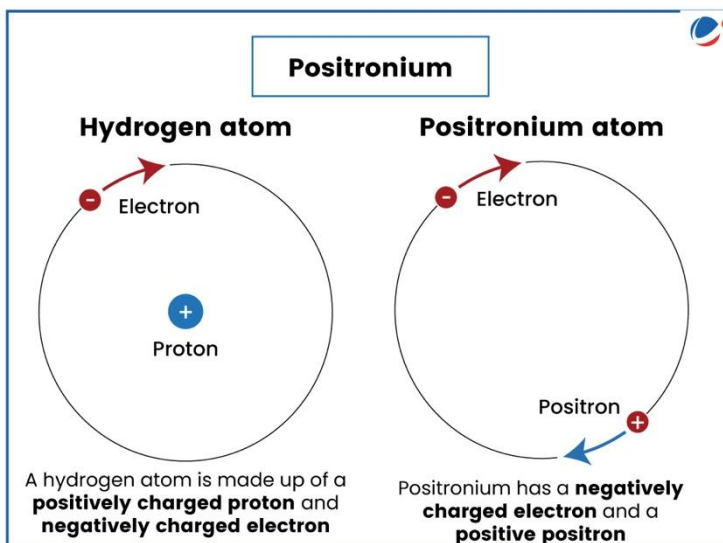 Positronium
Hydrogen atom
Positronium atom
-
Electron
+
Proton
-
Electron
Positron
+
A hydrogen atom is made up of a
positively charged proton and
negatively charged electron
Positronium has a negatively
charged electron and a
positive positron